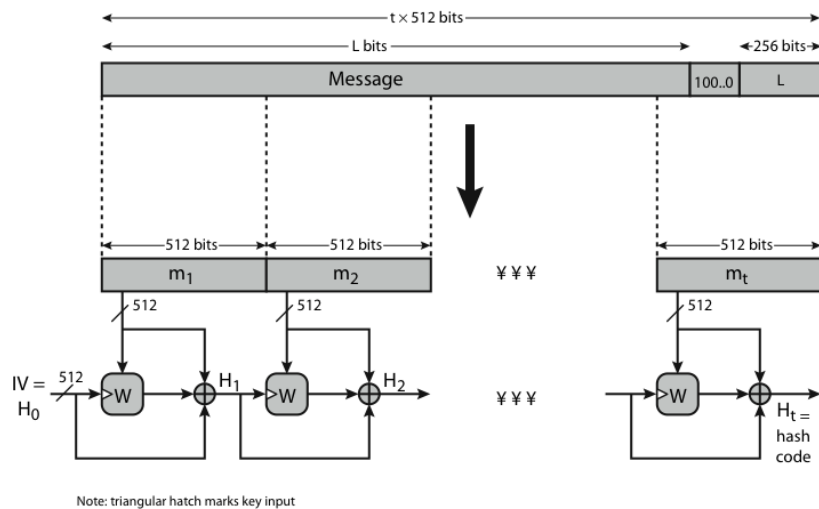 t × 512 bits
L bits
256 bits
Message
100..0
L
512 bits
512 bits
512 bits
m1
m2
¥ ¥ ¥
mt
512
512
512
IV =
H0
512
W
H1
W
H2
¥ ¥ ¥
W
Ht =
hash
code
Note: triangular hatch marks key input